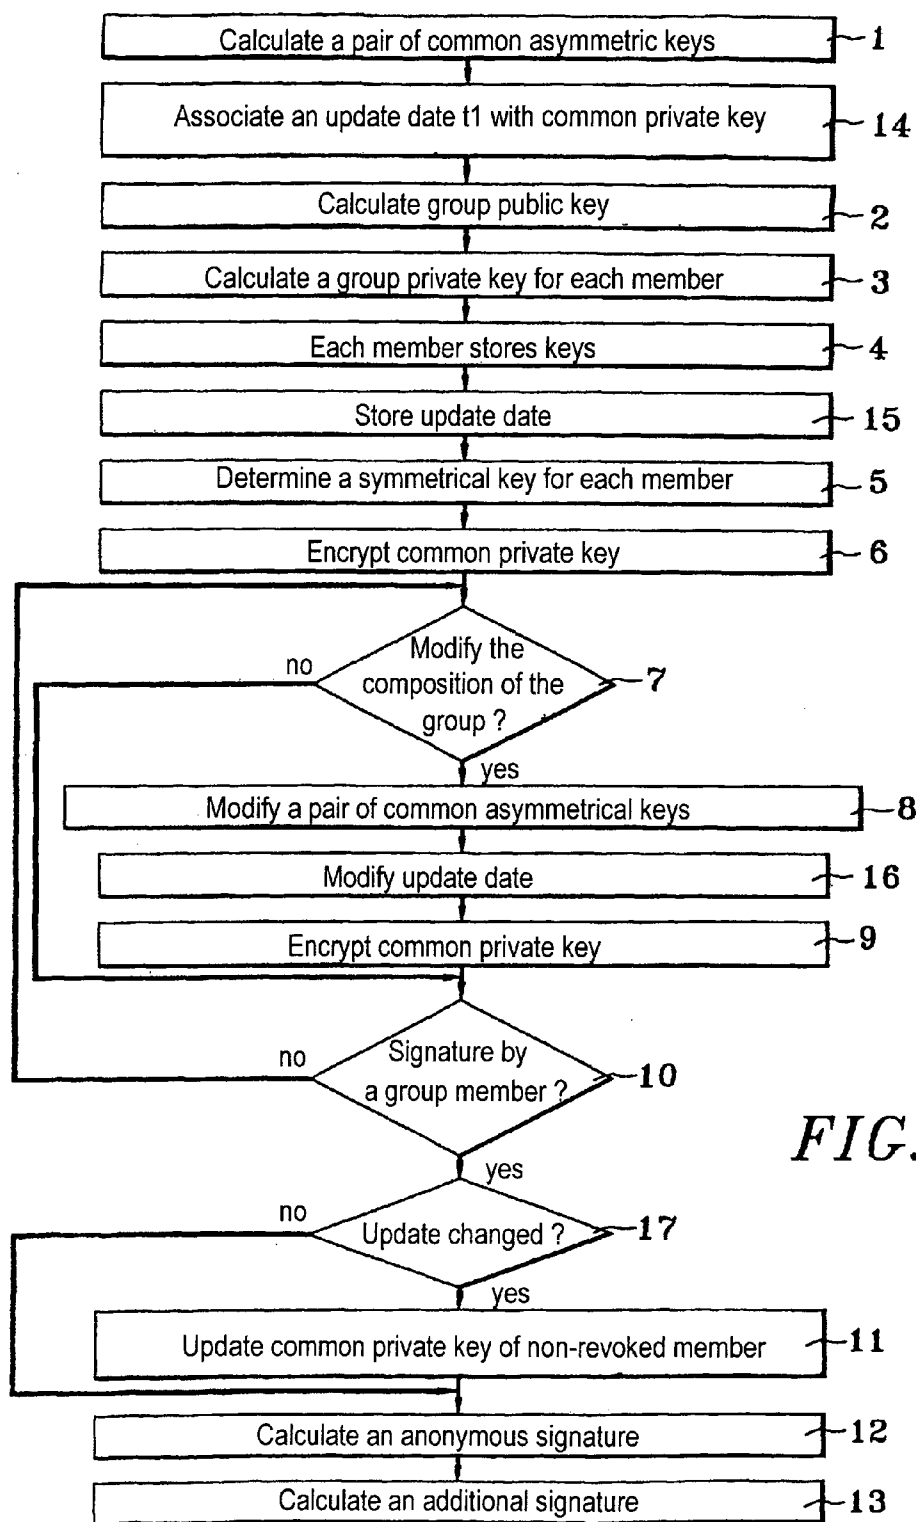 Calculate a pair of common asymmetric keys 1
Associate an update date t1 with common private key 14
Calculate group public key 2
Calculate a group private key for each member 3
Each member stores keys 4
Store update date 15
Determine a symmetrical key for each member 5
Encrypt common private key 6
Modify the
composition of the
group ?
7
no
yes
Modify a pair of common asymmetrical keys 8
Modify update date 16
Encrypt common private key 9
Signature by
a group member ?
10
no
yes
FIG.
Update changed ? 17
no
yes
Update common private key of non-revoked member 11
Calculate an anonymous signature 12
Calculate an additional signature 13